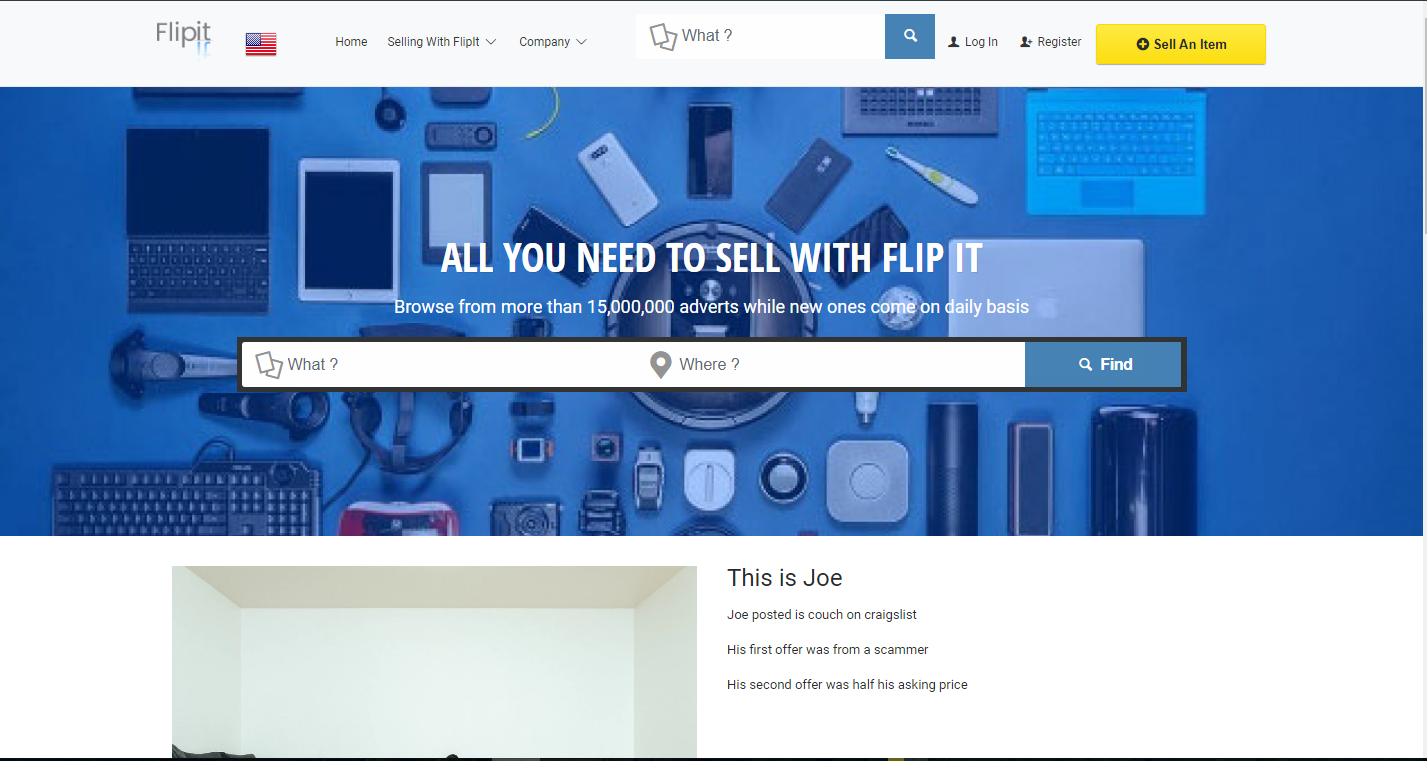 Flipit
Home
Selling With FlipIt
Company
What ?
Log In
Register
Sell An Item
ALL YOU NEED TO SELL WITH FLIP IT
Browse from more than 15,000,000 adverts while new ones come on daily basis
What ?
Where ?
Find
This is Joe
Joe posted is couch on craigslist
His first offer was from a scammer
His second offer was half his asking price